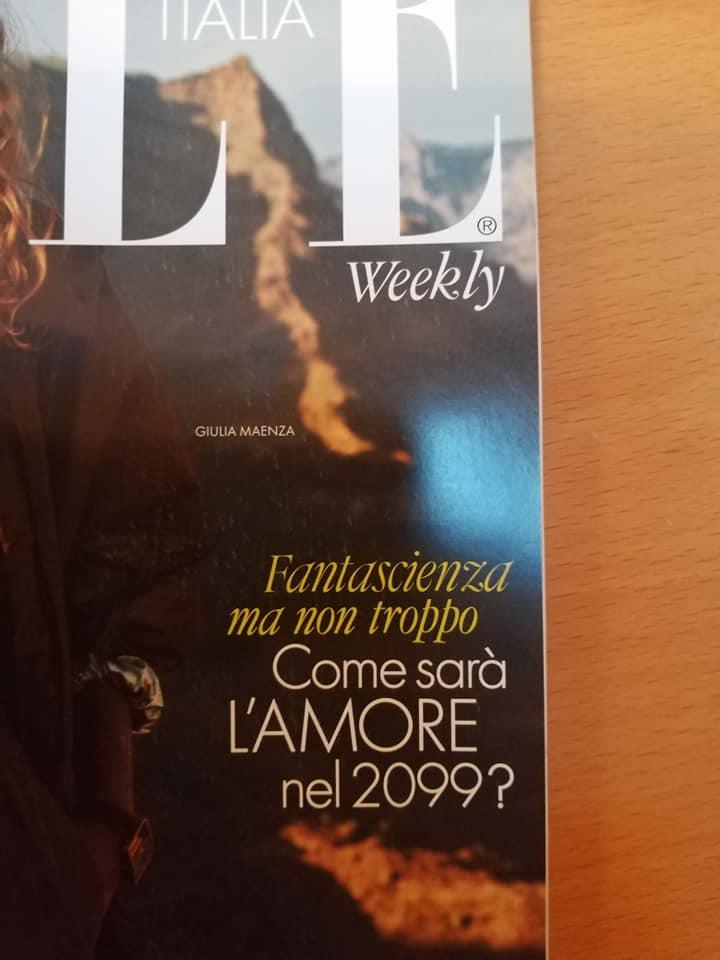 ITALIA
LE
®
Weekly
GIULIA MAENZA
Fantascienza
ma non troppo
Come sarà
L'AMORE
nel 2099?